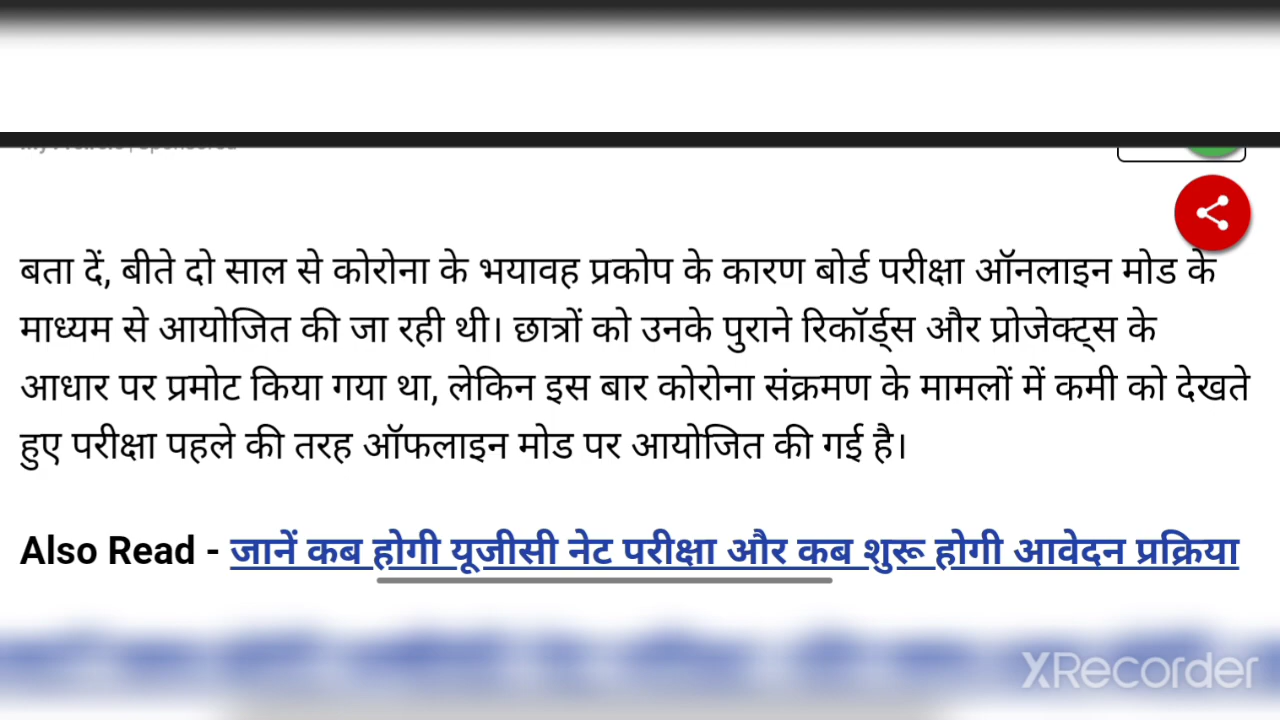 बता दें, बीते दो साल से कोरोना के भयावह प्रकोप के कारण बोर्ड परीक्षा ऑनलाइन मोड के
माध्यम से आयोजित की जा रही थी। छात्रों को उनके पुराने रिकॉर्ड्स और प्रोजेक्ट्स के
आधार पर प्रमोट किया गया था, लेकिन इस बार कोरोना संक्रमण के मामलों में कमी को देखते
हुए परीक्षा पहले की तरह ऑफलाइन मोड पर आयोजित की गई है।
Also Read - जानें कब होगी यूजीसी नेट परीक्षा और कब शुरू होगी आवेदन प्रक्रिया
XRecorder